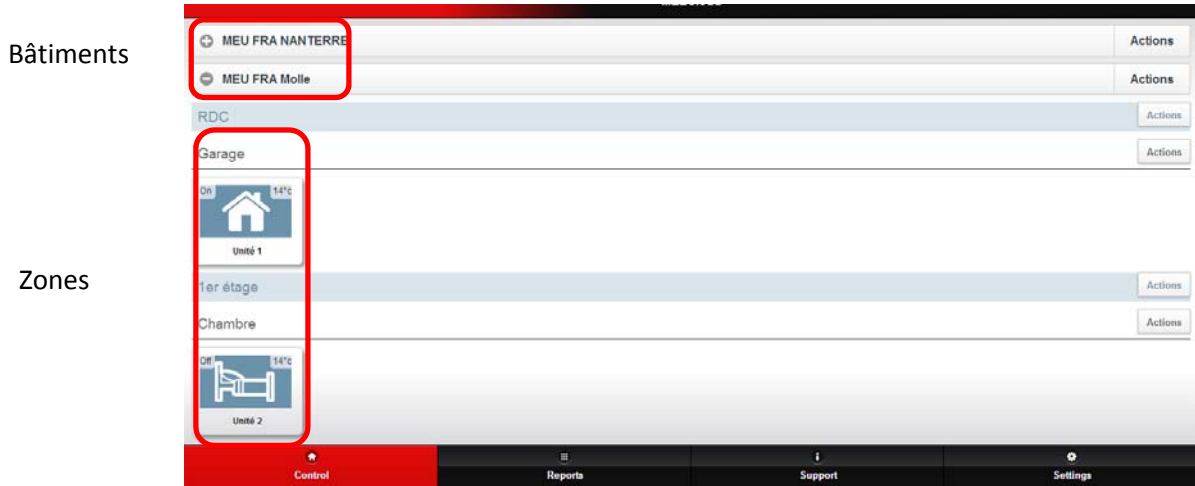 Bâtiments
MEU FRA NANTERRE Actions
MEU FRA Molle Actions
RDC Actions
Garage Actions
On 14°c
Unité 1
Zones
1er étage Actions
Chambre Actions
Off 14°c
Unité 2
Control Reports Support Settings